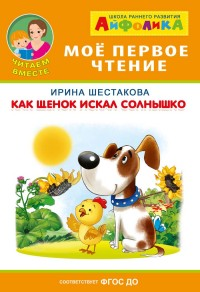 ШКОЛА РАННЕГО РАЗВИТИЯ
АЙФОЛИКА
ЧИТАЕМ ВМЕСТЕ
МОЁ ПЕРВОЕ
ЧТЕНИЕ
ИРИНА ШЕСТАКОВА
КАК ЩЕНОК ИСКАЛ СОЛНЫШКО
СООТВЕТСТВУЕТ ФГОС ДО